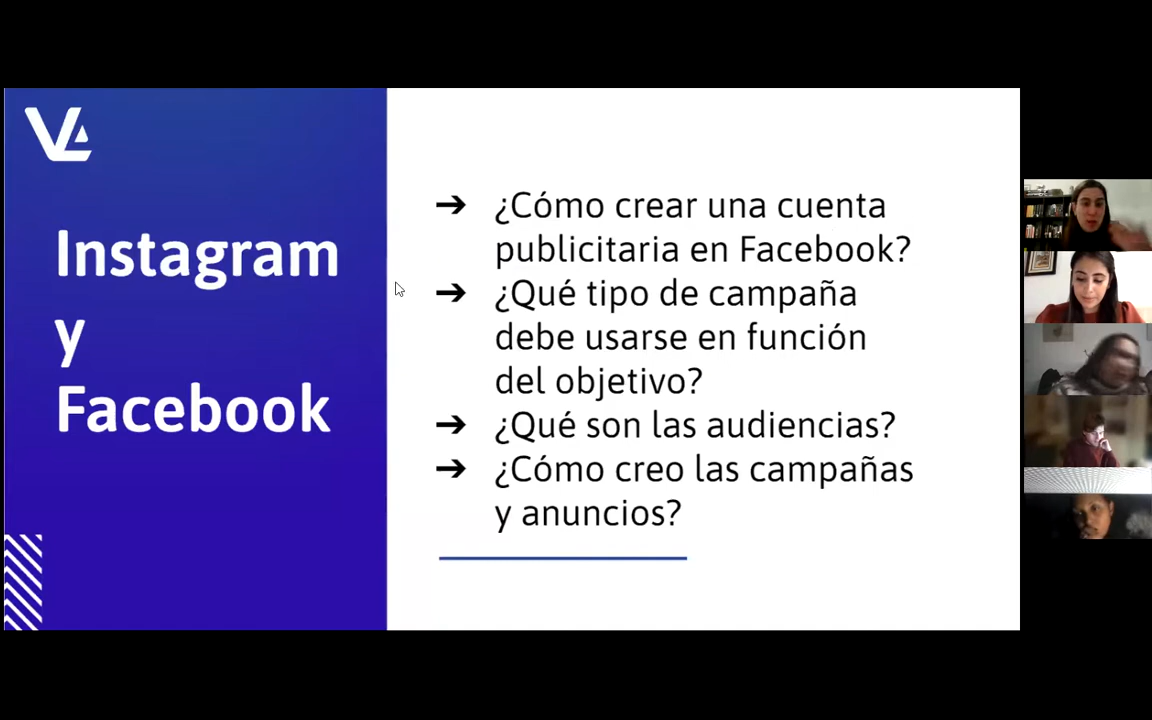 Instagram
y
Facebook
➔ ¿Cómo crear una cuenta
publicitaria en Facebook?
➔ ¿Qué tipo de campaña
debe usarse en función
del objetivo?
➔ ¿Qué son las audiencias?
➔ ¿Cómo creo las campañas
y anuncios?